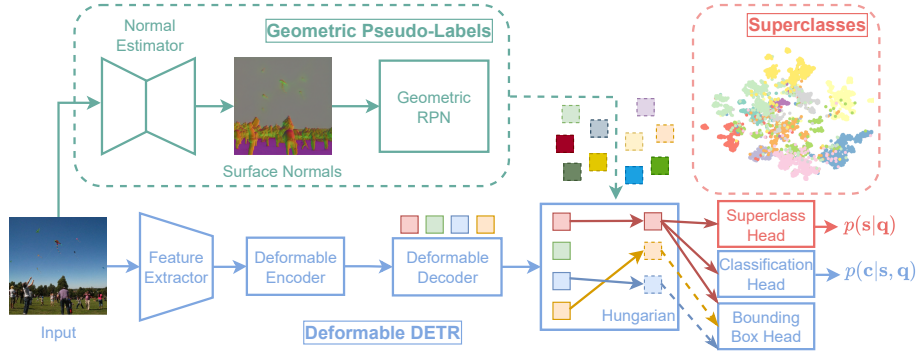 Normal
Estimator
Geometric Pseudo-Labels
Superclasses
Geometric
RPN
Surface Normals
Feature
Extractor
Deformable
Encoder
Deformable
Decoder
Superclass
Head
p(s|q)
Classification
Head
p(c|s, q)
Bounding
Box Head
Hungarian
Input
Deformable DETR